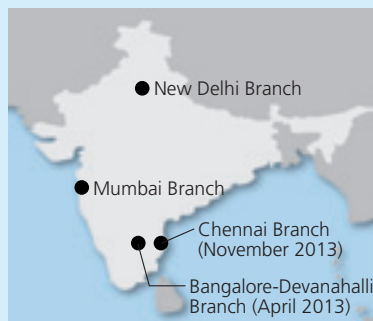 New Delhi Branch
Mumbai Branch
Chennai Branch
(November 2013)
Bangalore-Devanahalli
Branch (April 2013)